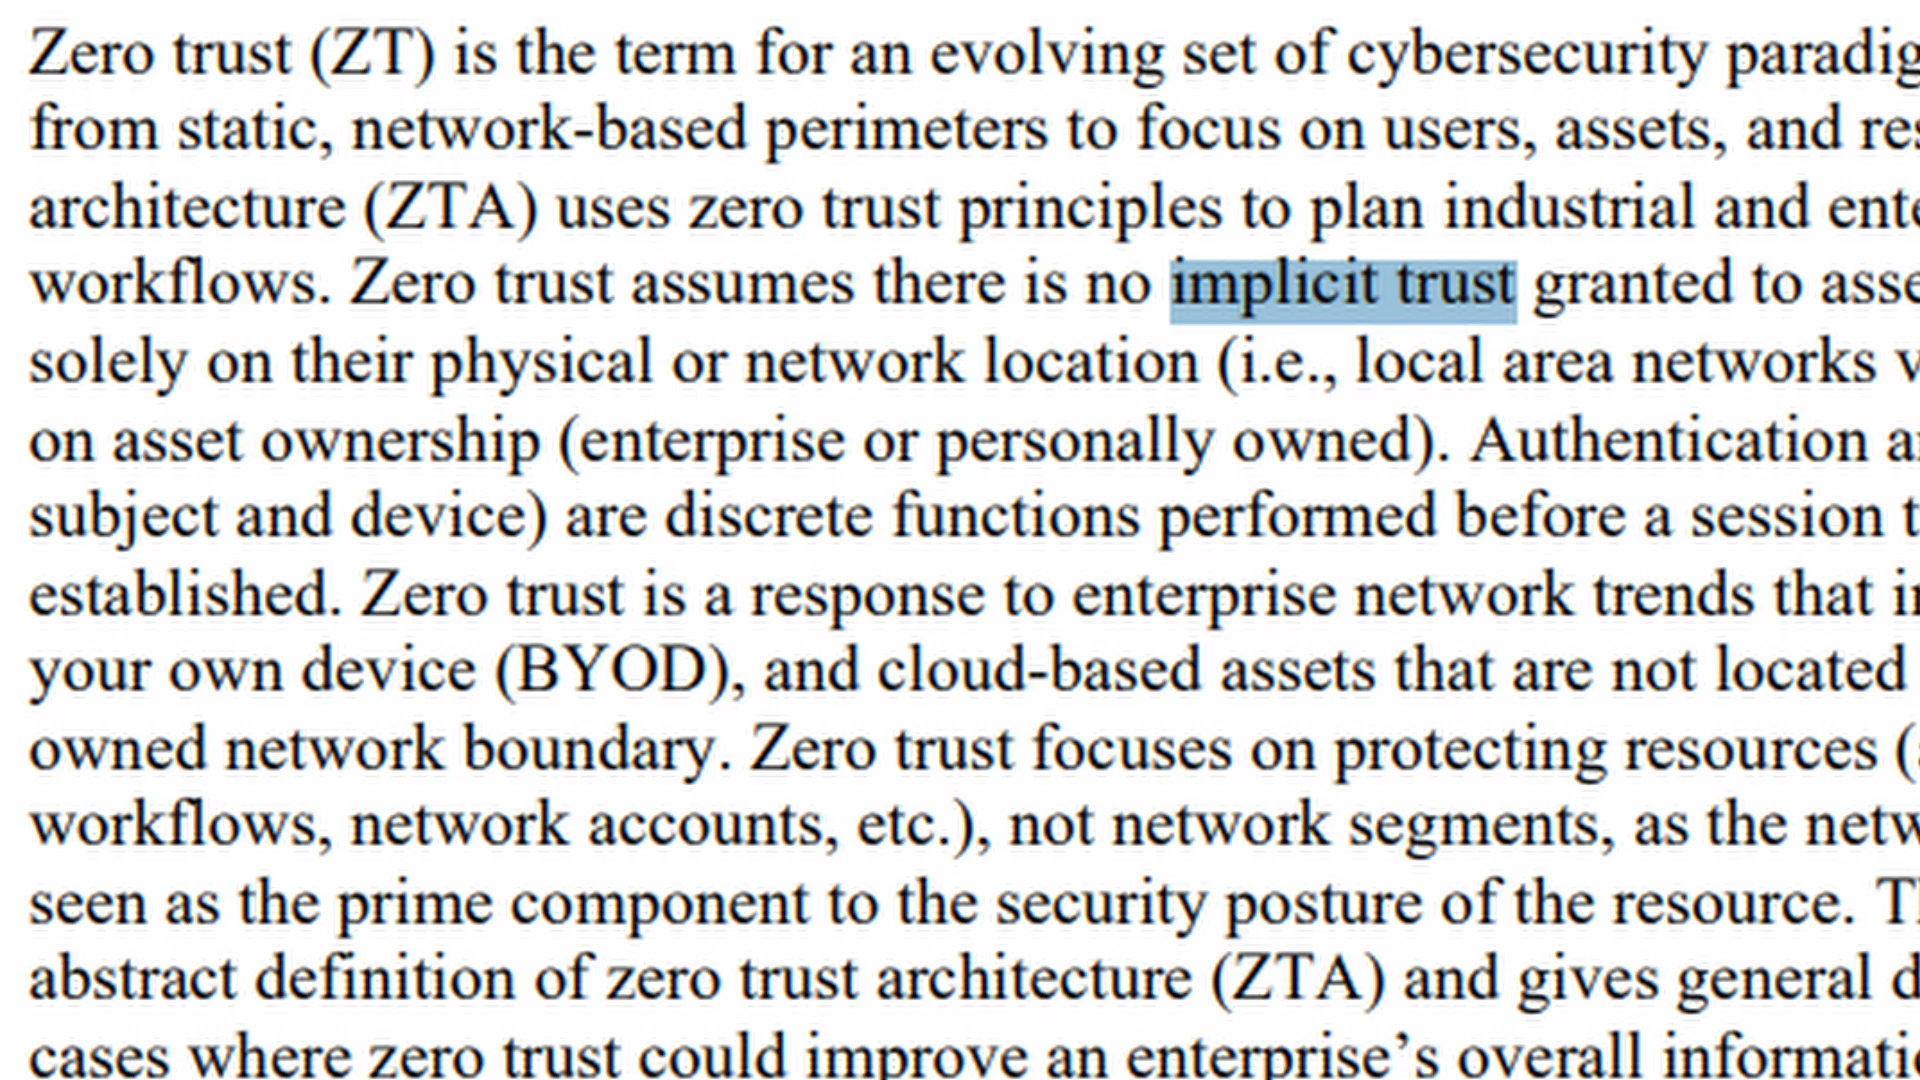 Zero trust (ZT) is the term for an evolving set of cybersecurity paradig
from static, network-based perimeters to focus on users, assets, and res
architecture (ZTA) uses zero trust principles to plan industrial and ente
workflows. Zero trust assumes there is no implicit trust granted to asse
solely on their physical or network location (i.e., local area networks v
on asset ownership (enterprise or personally owned). Authentication a
subject and device) are discrete functions performed before a session t
established. Zero trust is a response to enterprise network trends that in
your own device (BYOD), and cloud-based assets that are not located
owned network boundary. Zero trust focuses on protecting resources (
workflows, network accounts, etc.), not network segments, as the netw
seen as the prime component to the security posture of the resource. Th
abstract definition of zero trust architecture (ZTA) and gives general d
cases where zero trust could improve an enterprise’s overall informatio